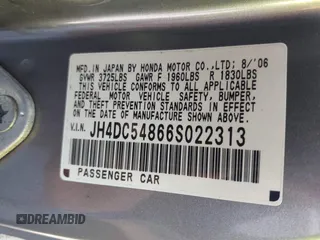 MFD. IN JAPAN BY HONDA MOTOR CO.,LTD; 8/'06
GVWR 3725LBS GAWR F 1960LBS R 1830LBS
THIS VEHICLE CONFORMS TO ALL APPLICABLE
FEDERAL MOTOR VEHICLE SAFETY, BUMPER,
AND THEFT PREVENTION STANDARDS IN EFFECT
ON THE DATE OF MANUFACTURE SHOWN ABOVE.
V.I.N. JH4DC54866S022313
PASSENGER CAR
DREAMBID